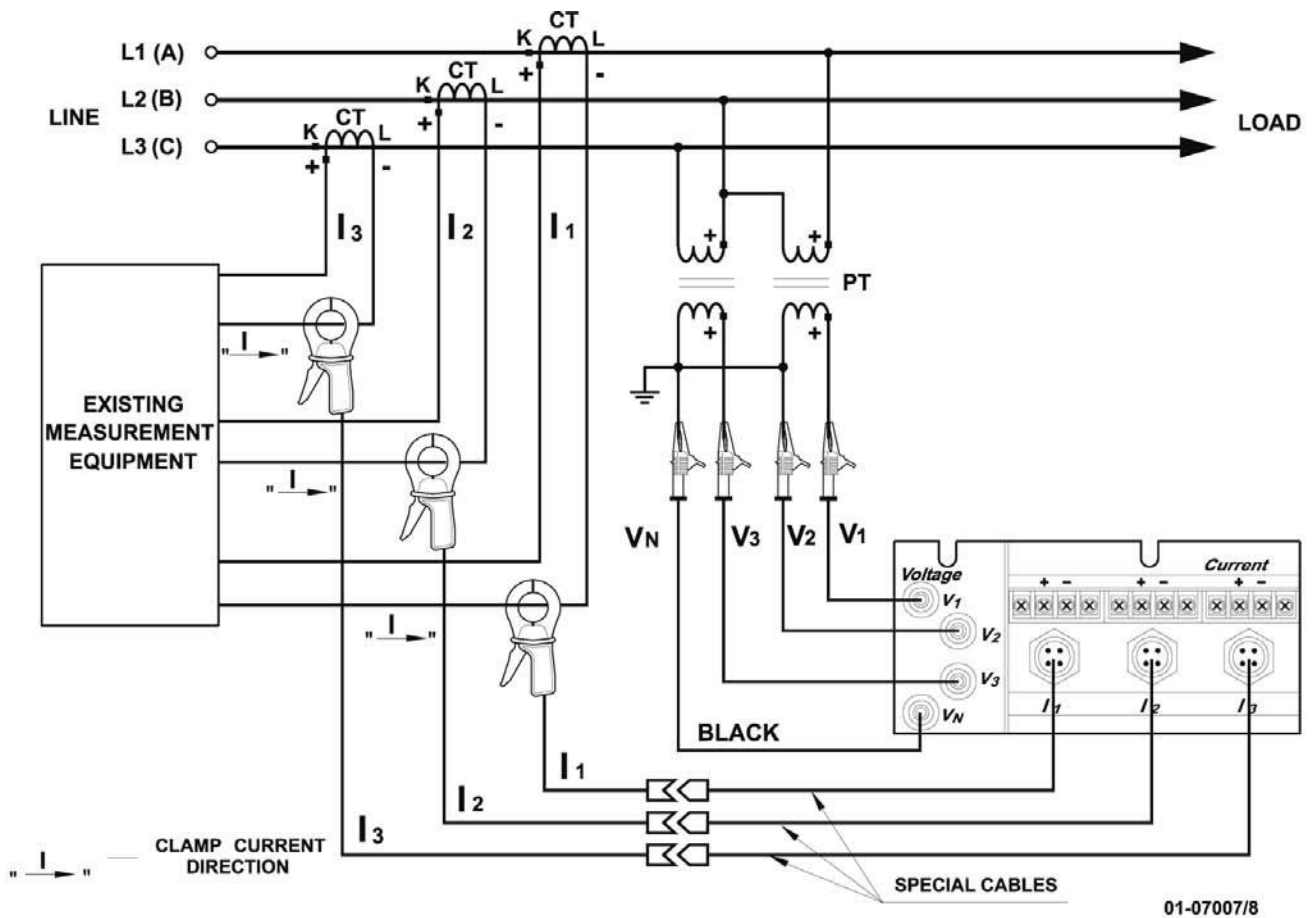 CT
K L
L1 (A)
+ -
CT
K L
L2 (B)
+ -
LINE
LOAD
CT
K L
L3 (C)
+ -
I3 I2 I1
+ +
PT
+ +
" I "
EXISTING
MEASUREMENT
EQUIPMENT
" I "
VN V3 V2 V1
Voltage
Current
+ - + - + -
V1
V2
" I "
V3
VN
I1 I2 I3
BLACK
I1
I2
I3
CLAMP CURRENT
DIRECTION
" I "
SPECIAL CABLES
01-07007/8